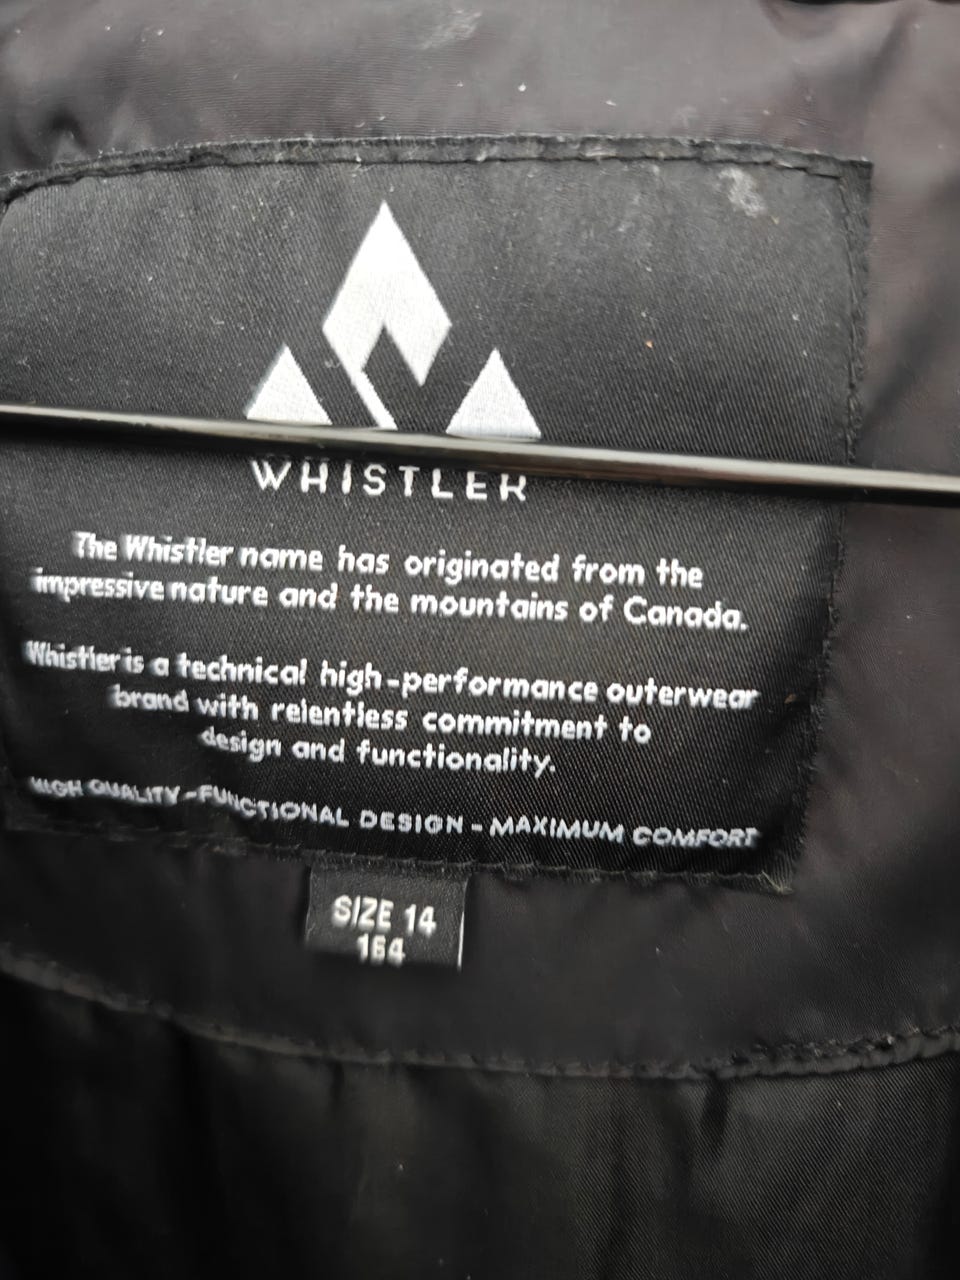 WHISTLER
The Whistler name has originated from the
impressive nature and the mountains of Canada.
Whistler is a technical high-performance outerwear
brand with relentless commitment to
design and functionality.
HIGH QUALITY-FUNCTIONAL DESIGN - MAXIMUM COMFORT
SIZE 14
164